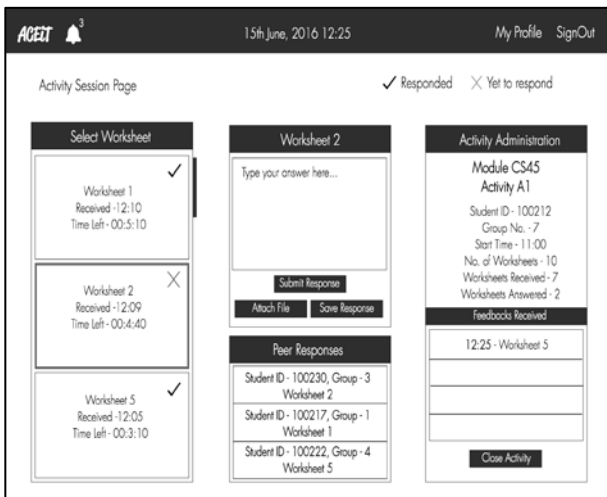 ACEIT 3 15th June, 2016 12:25 My Profile SignOut
Activity Session Page Responded Yet to respond
Select Worksheet
Worksheet 1
Received -12:10
Time Left - 00:5:10
Worksheet 2
Received -12:09
Time Left - 00:4:40
Worksheet 5
Received -12:05
Time Left - 00:3:10
Worksheet 2
Type your answer here...
Submit Response
Attach File Save Response
Peer Responses
Student ID - 100230, Group - 3
Worksheet 2
Student ID - 100217, Group - 1
Worksheet 1
Student ID - 100222, Group - 4
Worksheet 5
Activity Administration
Module CS45
Activity A1
Student ID - 100212
Group No. - 7
Start Time - 11:00
No. of Worksheets - 10
Worksheets Received - 7
Worksheets Answered - 2
Feedbacks Received
12:25 - Worksheet 5
Close Activity